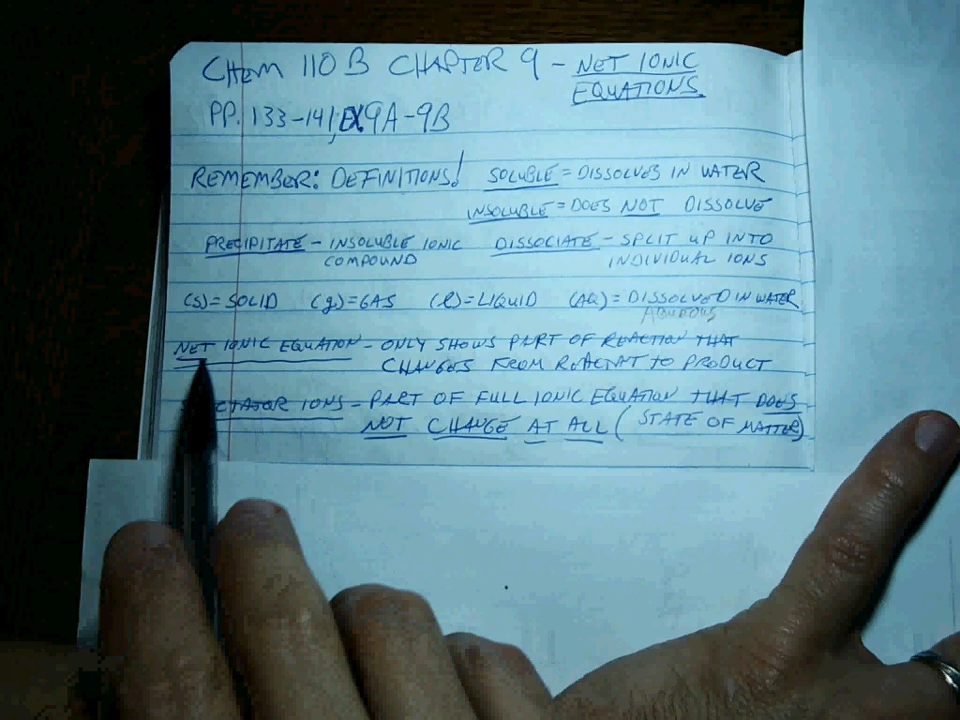 CHEM 110B CHAPTER 9 - NET IONIC
EQUATIONS.
PP. 133-141, EX 9A-9B
REMEMBER: DEFINITIONS! SOLUBLE = DISSOLVES IN WATER
INSOLUBLE = DOES NOT DISSOLVE
PRECIPITATE - INSOLUBLE IONIC DISSOCIATE - SPLIT UP INTO
COMPOUND INDIVIDUAL IONS
(s) = SOLID (g) = GAS (l) = LIQUID (AQ) = DISSOLVED IN WATER
AQUEOUS
NET IONIC EQUATION - ONLY SHOWS PART OF REACTION THAT
CHANGES FROM REACTAT TO PRODUCT
CTATOR IONS - PART OF FULL IONIC EQUATION THAT DOES
NOT CHANGE AT ALL (STATE OF MATTER)